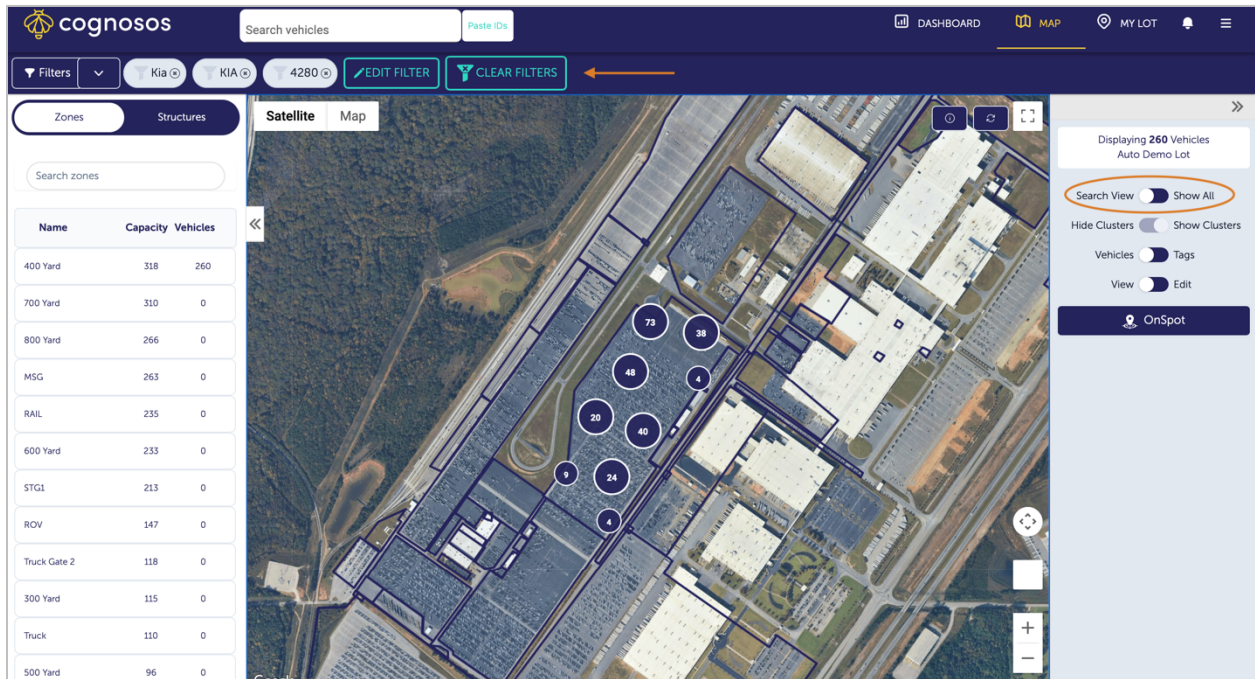 cognosos
Search vehicles
Paste IDs
DASHBOARD
MAP
MY LOT
Filters
Kia
KIA
4280
EDIT FILTER
CLEAR FILTERS
Zones
Structures
Search zones
Name Capacity Vehicles
400 Yard 318 260
700 Yard 310 0
800 Yard 266 0
MSG 263 0
RAIL 235 0
600 Yard 233 0
STG1 213 0
ROV 147 0
Truck Gate 2 118 0
300 Yard 115 0
Truck 110 0
500 Yard 96 0
Satellite Map
73
38
48
4
20
40
9
24
4
Displaying 260 Vehicles
Auto Demo Lot
Search View Show All
Hide Clusters Show Clusters
Vehicles Tags
View Edit
OnSpot